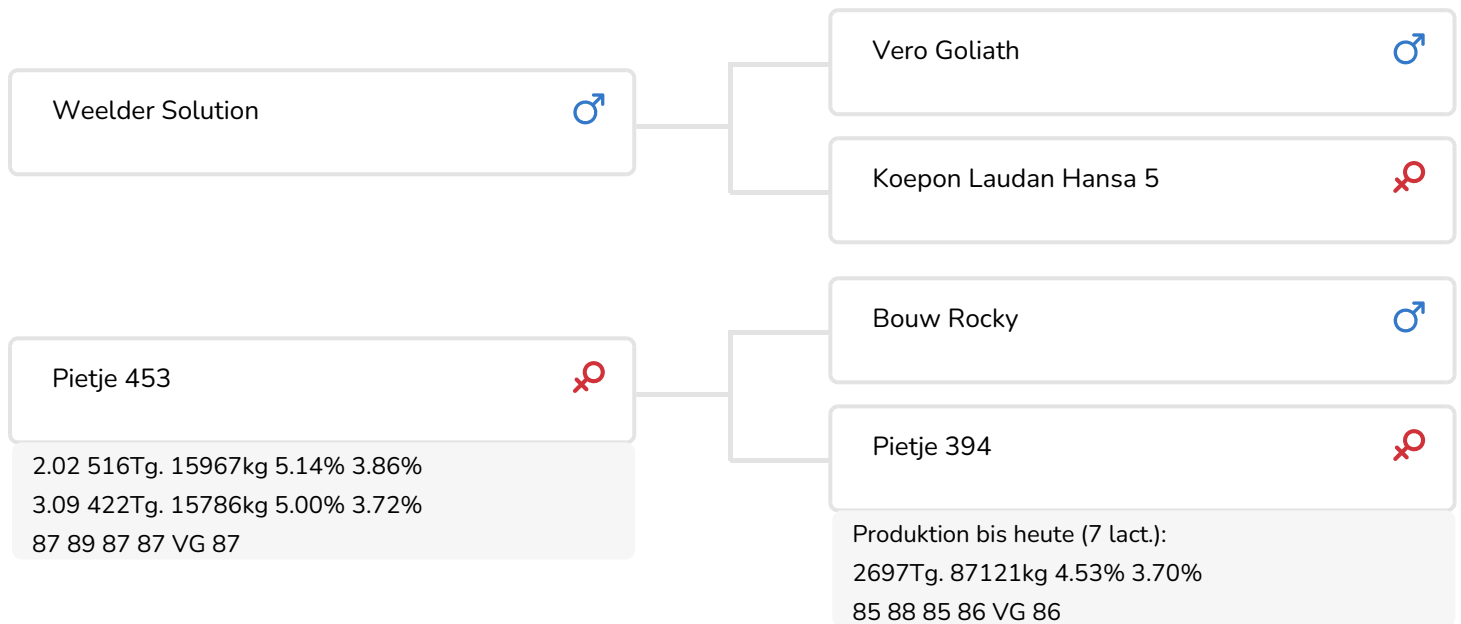 Weelder Solution
Vero Goliath
Koepon Laudan Hansa 5
Pietje 453
2.02 516Tg. 15967kg 5.14% 3.86%
3.09 422Tg. 15786kg 5.00% 3.72%
87 89 87 87 VG 87
Bouw Rocky
Pietje 394
Produktion bis heute (7 lact.):
2697Tg. 87121kg 4.53% 3.70%
85 88 85 86 VG 86